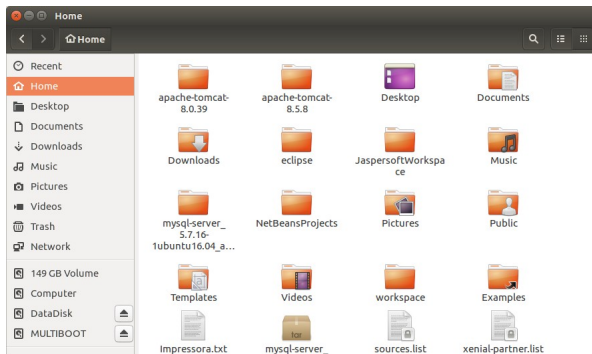 Home
Home
Recent
Home
Desktop
Documents
Downloads
Music
Pictures
Videos
Trash
Network
149 GB Volume
Computer
DataDisk
MULTIBOOT
apache-tomcat-
8.0.39
apache-tomcat-
8.5.8
Desktop
Documents
Downloads
eclipse
JaspersoftWorkspa
ce
Music
mysql-server_
5.7.16-
1ubuntu16.04_a...
NetBeansProjects
Pictures
Public
Templates
Videos
workspace
Examples
Impressora.txt
mysql-server_
sources.list
xenial-partner.list